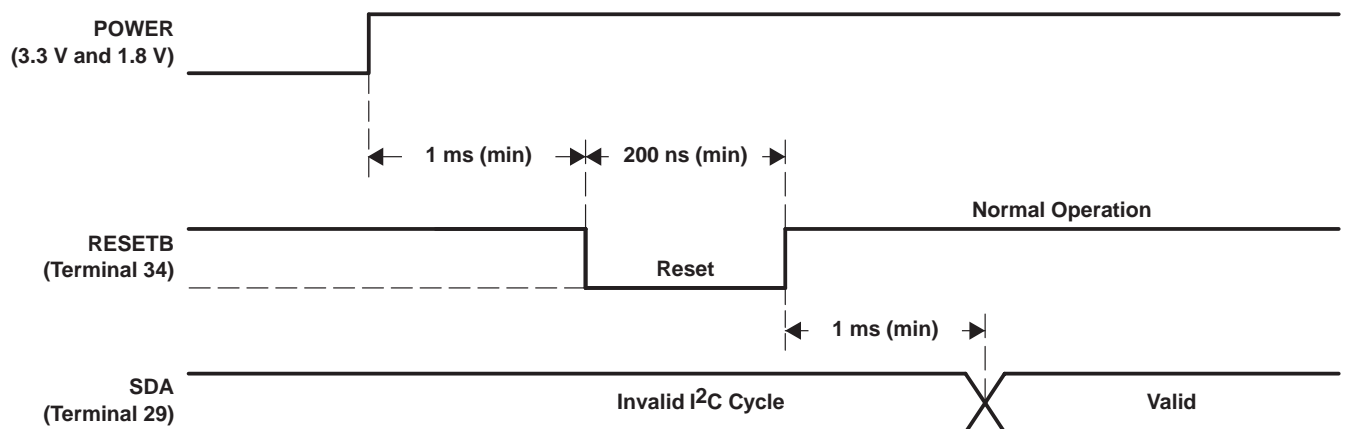 POWER
(3.3 V and 1.8 V)
1 ms (min)
200 ns (min)
Normal Operation
RESETB
(Terminal 34)
Reset
1 ms (min)
SDA
(Terminal 29)
Invalid I²C Cycle
Valid